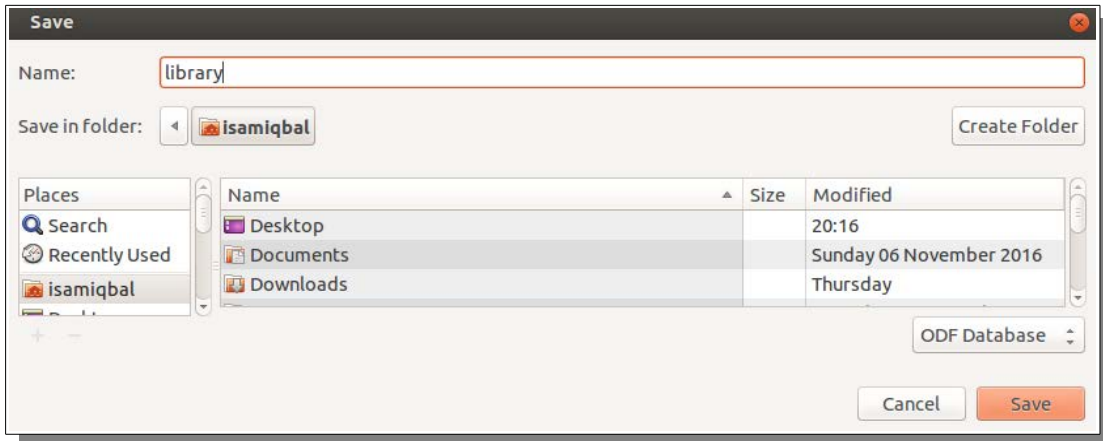 Save
Name: library
Save in folder: isamiqbal Create Folder
Places Name Size Modified
Search Desktop 20:16
Recently Used Documents Sunday 06 November 2016
isamiqbal Downloads Thursday
ODF Database
Cancel Save